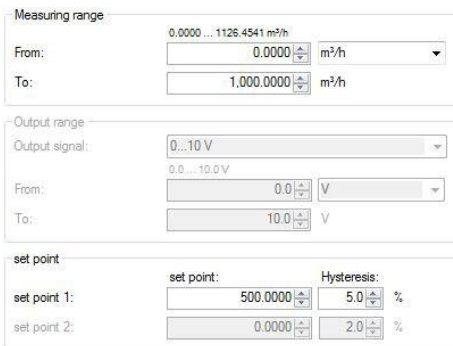 Measuring range
0.0000 ... 1126.4541 m³/h
From: 0.0000 m³/h
To: 1,000.0000 m³/h
Output range
Output signal: 0...10 V
0.0 ... 10.0 V
From: 0.0 V
To: 10.0 V
set point
set point: Hysteresis:
set point 1: 500.0000 5.0 %
set point 2: 0.0000 2.0 %